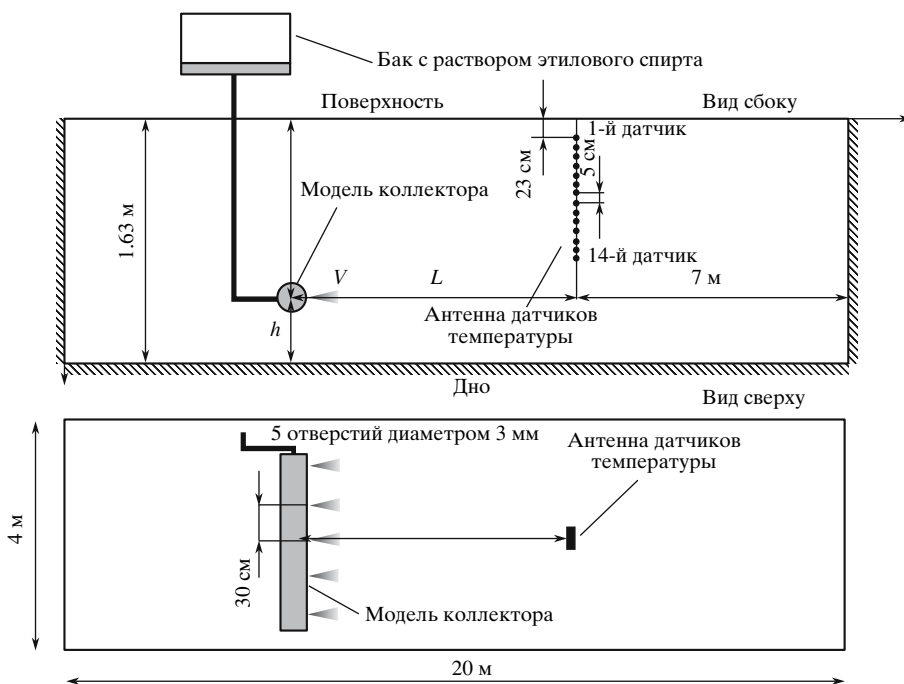 Бак с раствором этилового спирта
Поверхность
Вид сбоку
1-й датчик
23 см
5 см
Модель коллектора
1.63 м
14-й датчик
V
L
7 м
Антенна датчиков
температуры
h
Дно
Вид сверху
5 отверстий диаметром 3 мм
Антенна датчиков
температуры
4 м
30 см
Модель коллектора
20 м